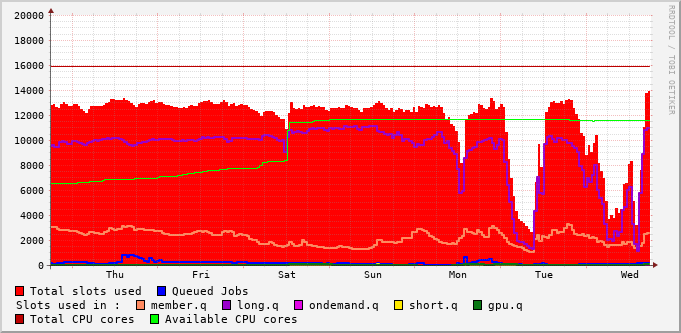 20000
18000
16000
14000
12000
10000
8000
6000
4000
2000
0
Thu Fri Sat Sun Mon Tue Wed
RRDTOOL / TOBI OETIKER
Total slots used Queued Jobs
Slots used in : member.q long.q ondemand.q short.q gpu.q
Total CPU cores Available CPU cores